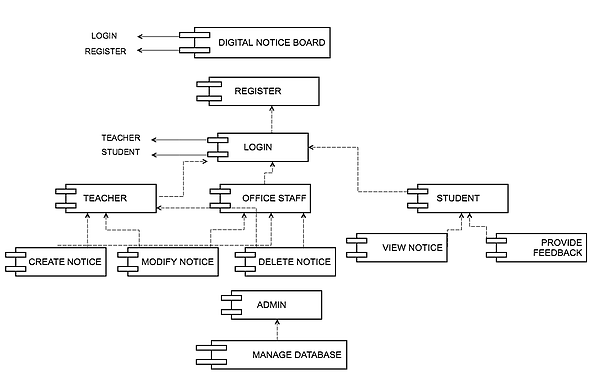 LOGIN
DIGITAL NOTICE BOARD
REGISTER
REGISTER
TEACHER
LOGIN
STUDENT
TEACHER
OFFICE STAFF
STUDENT
CREATE NOTICE
MODIFY NOTICE
DELETE NOTICE
VIEW NOTICE
PROVIDE
FEEDBACK
ADMIN
MANAGE DATABASE